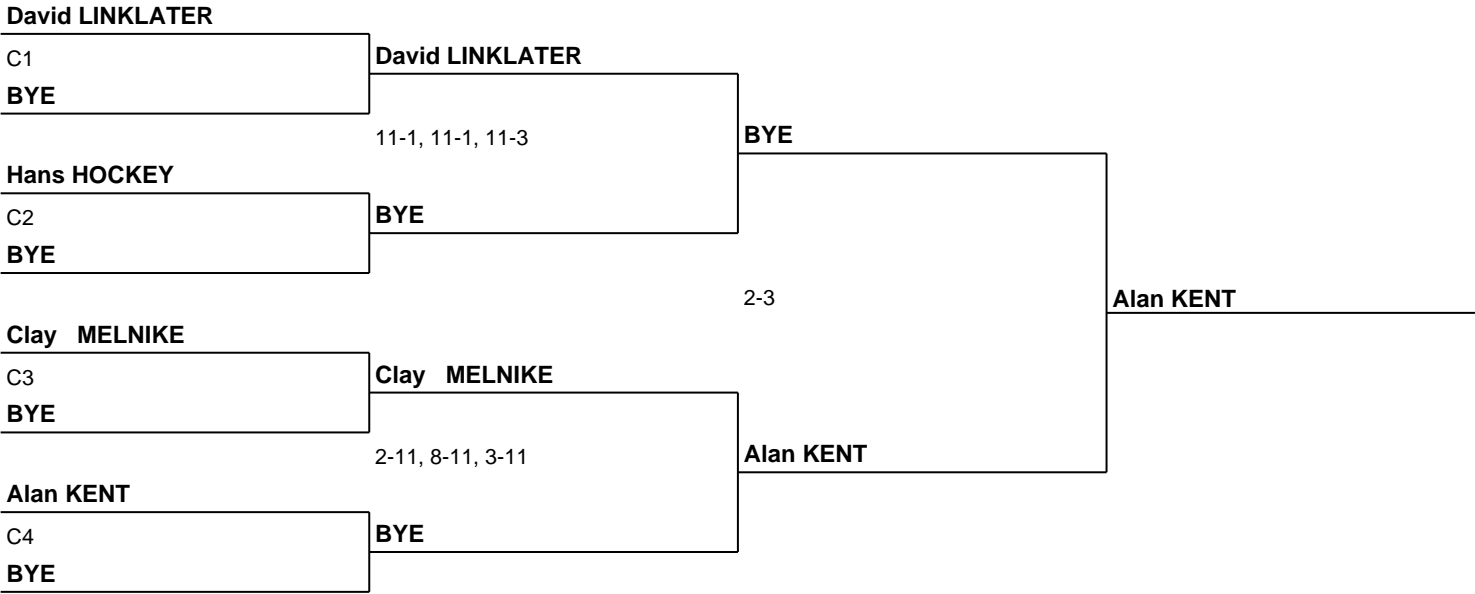 David LINKLATER
C1
BYE
David LINKLATER
11-1, 11-1, 11-3
BYE
Hans HOCKEY
C2
BYE
BYE
2-3
Alan KENT
Clay MELNIKE
C3
BYE
Clay MELNIKE
2-11, 8-11, 3-11
Alan KENT
Alan KENT
C4
BYE
BYE